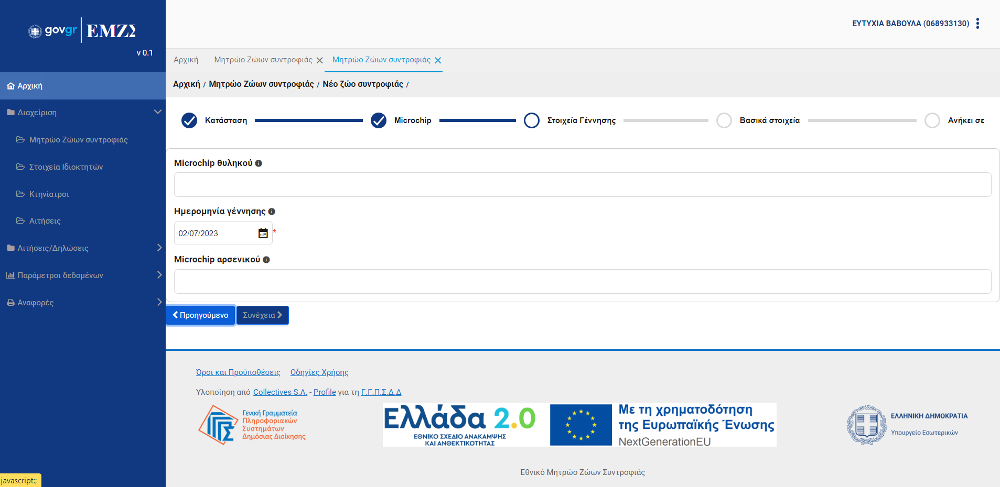 govgr ΕΜΖΣ
v 0.1
ΕΥΤΥΧΙΑ ΒΑΒΟΥΛΑ (068933130)
Αρχική
Διαχείριση
Μητρώο Ζώων συντροφιάς
Στοιχεία Ιδιοκτητών
Κτηνίατροι
Αιτήσεις
Αιτήσεις/Δηλώσεις
Παράμετροι δεδομένων
Αναφορές
Αρχική Μητρώο Ζώων συντροφιάς Μητρώο Ζώων συντροφιάς
Αρχική / Μητρώο Ζώων συντροφιάς / Νέο ζώο συντροφιάς /
Κατάσταση Microchip Στοιχεία Γέννησης Βασικά στοιχεία Ανήκει σε
Microchip θυληκού
Ημερομηνία γέννησης
02/07/2023 *
Microchip αρσενικού
Προηγούμενο Συνέχεια
Όροι και Προϋποθέσεις Οδηγίες Χρήσης
Υλοποίηση από Collectives S.A. - Profile για τη Γ.Γ.Π.Σ.Δ.Δ
Γενική Γραμματεία
Πληροφοριακών
Συστημάτων
Δημόσιας Διοίκησης
Ελλάδα 2.0
ΕΘΝΙΚΟ ΣΧΕΔΙΟ ΑΝΑΚΑΜΨΗΣ
ΚΑΙ ΑΝΘΕΚΤΙΚΟΤΗΤΑΣ
Με τη χρηματοδότηση
της Ευρωπαϊκής Ένωσης
NextGenerationEU
ΕΛΛΗΝΙΚΗ ΔΗΜΟΚΡΑΤΙΑ
Υπουργείο Εσωτερικών
Εθνικό Μητρώο Ζώων Συντροφιάς
javascript:;